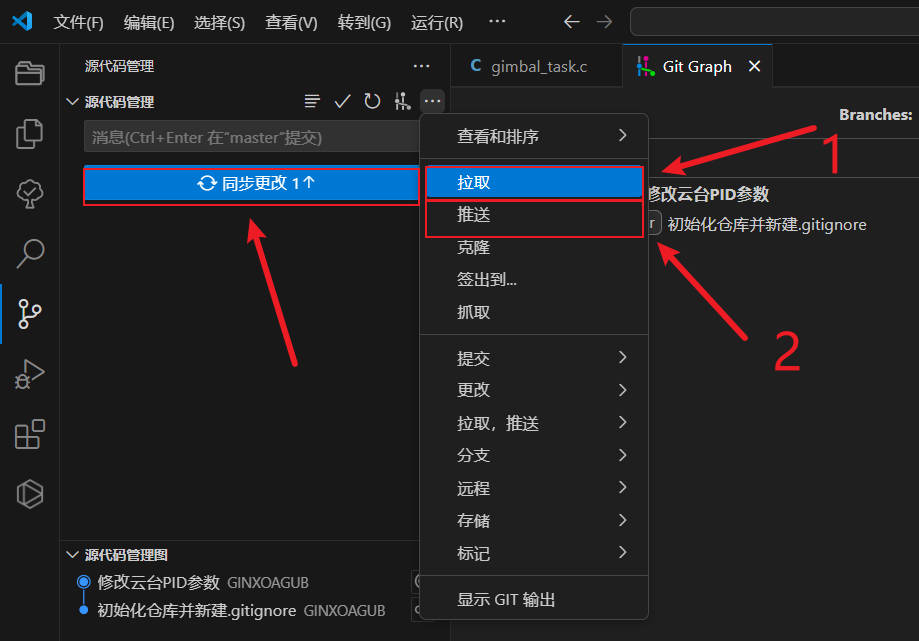 文件(F) 编辑(E) 选择(S) 查看(V) 转到(G) 运行(R) ···
源代码管理 ···
C gimbal_task.c
Git Graph ×
源代码管理 ···
Branches:
消息(Ctrl+Enter 在"master"提交)
同步更改 1↑
查看和排序
拉取
推送
克隆
签出到...
抓取
提交
更改
拉取，推送
分支
远程
存储
标记
显示 GIT 输出
1
2
修改云台PID参数
r 初始化仓库并新建.gitignore
源代码管理图
修改云台PID参数 GINXOAGUB
初始化仓库并新建.gitignore GINXOAGUB